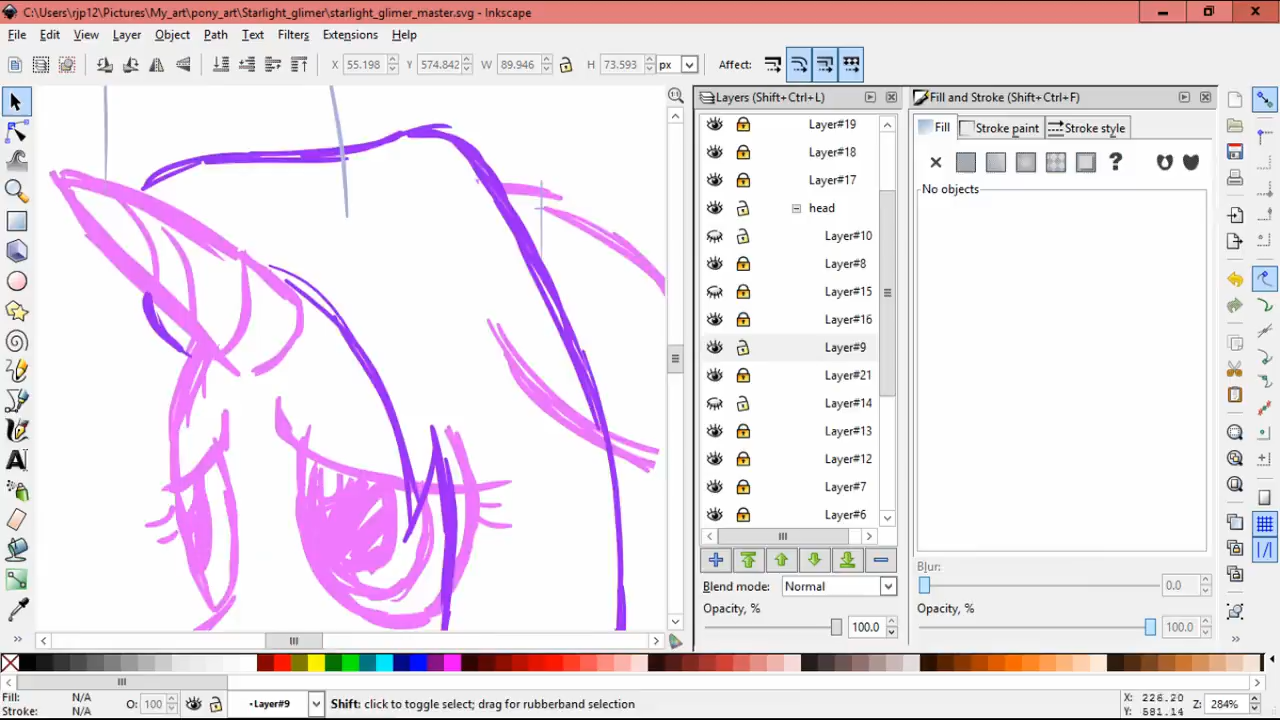 C:\Users\rjp12\Pictures\My_art\pony_art\Starlight_glimer\starlight_glimer_master.svg - Inkscape
File Edit View Layer Object Path Text Filters Extensions Help
X 55.198 Y 574.842 W 89.946 H 73.593 px Affect:
Layers (Shift+Ctrl+L)
Fill and Stroke (Shift+Ctrl+F)
Layer#19
Fill Stroke paint Stroke style
Layer#18
Layer#17
No objects
head
Layer#10
Layer#8
Layer#15
Layer#16
Layer#9
Layer#21
Layer#14
Layer#13
Layer#12
Layer#7
Layer#6
Blend mode: Normal
Blur: 0.0
Opacity, % 100.0
Opacity, % 100.0
Fill: N/A
Stroke: N/A
O: 100
·Layer#9
Shift: click to toggle select; drag for rubberband selection
X: 226.20
Y: 581.14
284%